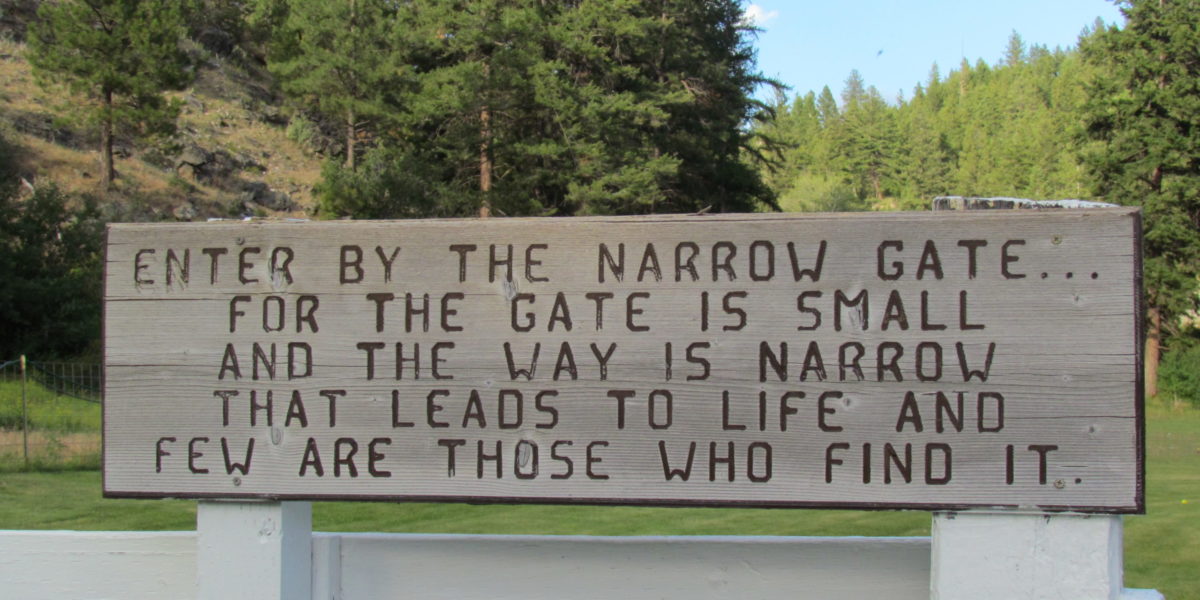 ENTER BY THE NARROW GATE...
FOR THE GATE IS SMALL
AND THE WAY IS NARROW
THAT LEADS TO LIFE AND
FEW ARE THOSE WHO FIND IT.